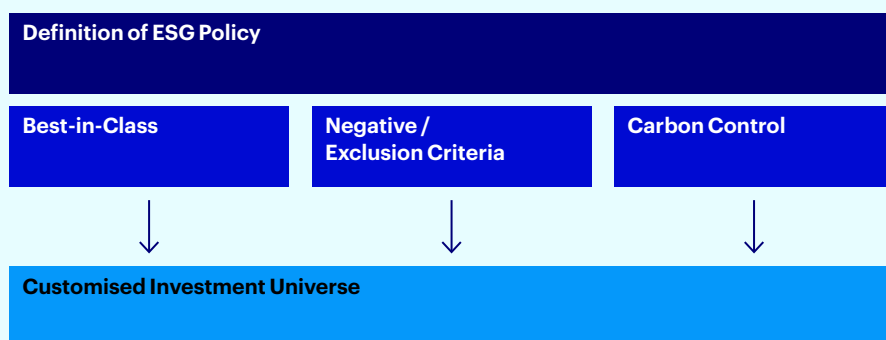 Definition of ESG Policy
Best-in-Class
Negative /
Exclusion Criteria
Carbon Control
Customised Investment Universe